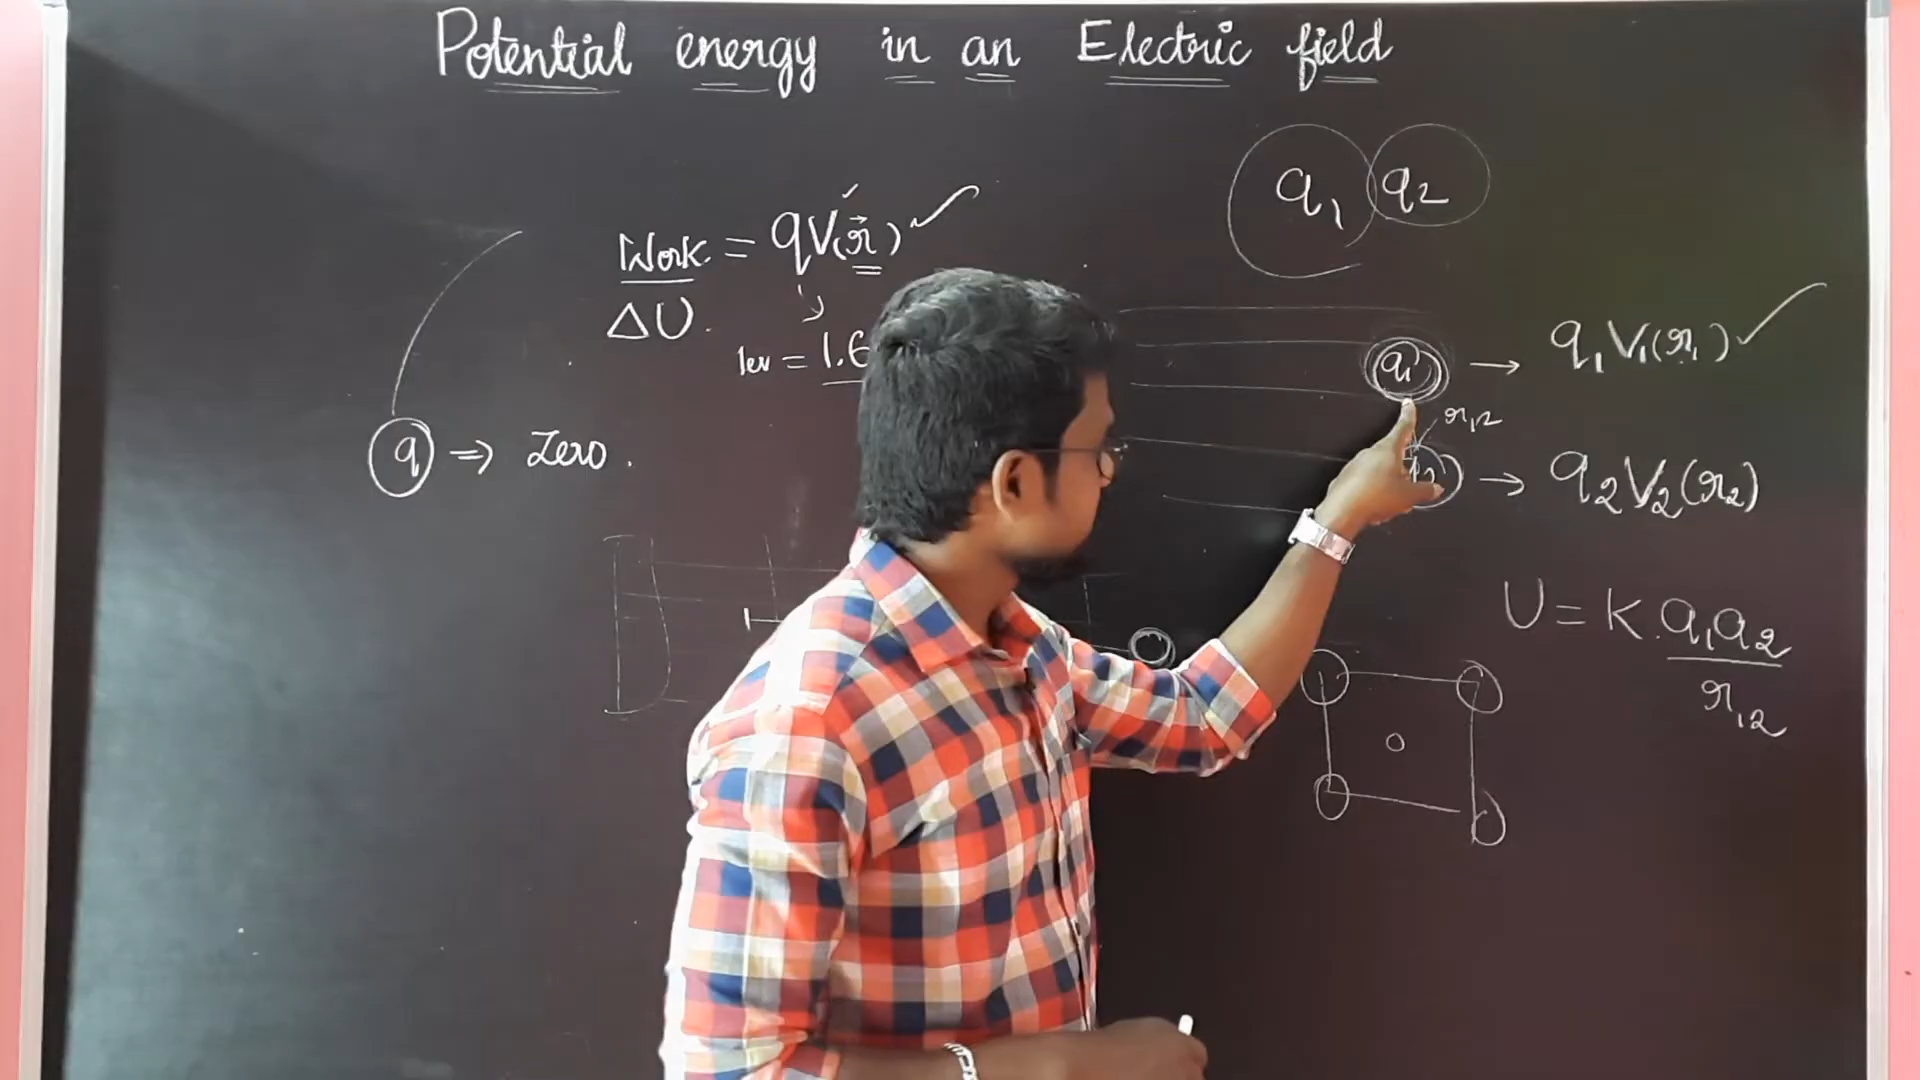 Potential energy in an Electric field
q1 q2
Work = qV(r⃗) ✓
ΔU.
1ev = 1.6
q ⇒ Zero.
q1 → q1V1(r1) ✓
r12
→ q2V2(r2)
U = K.q1q2/r12